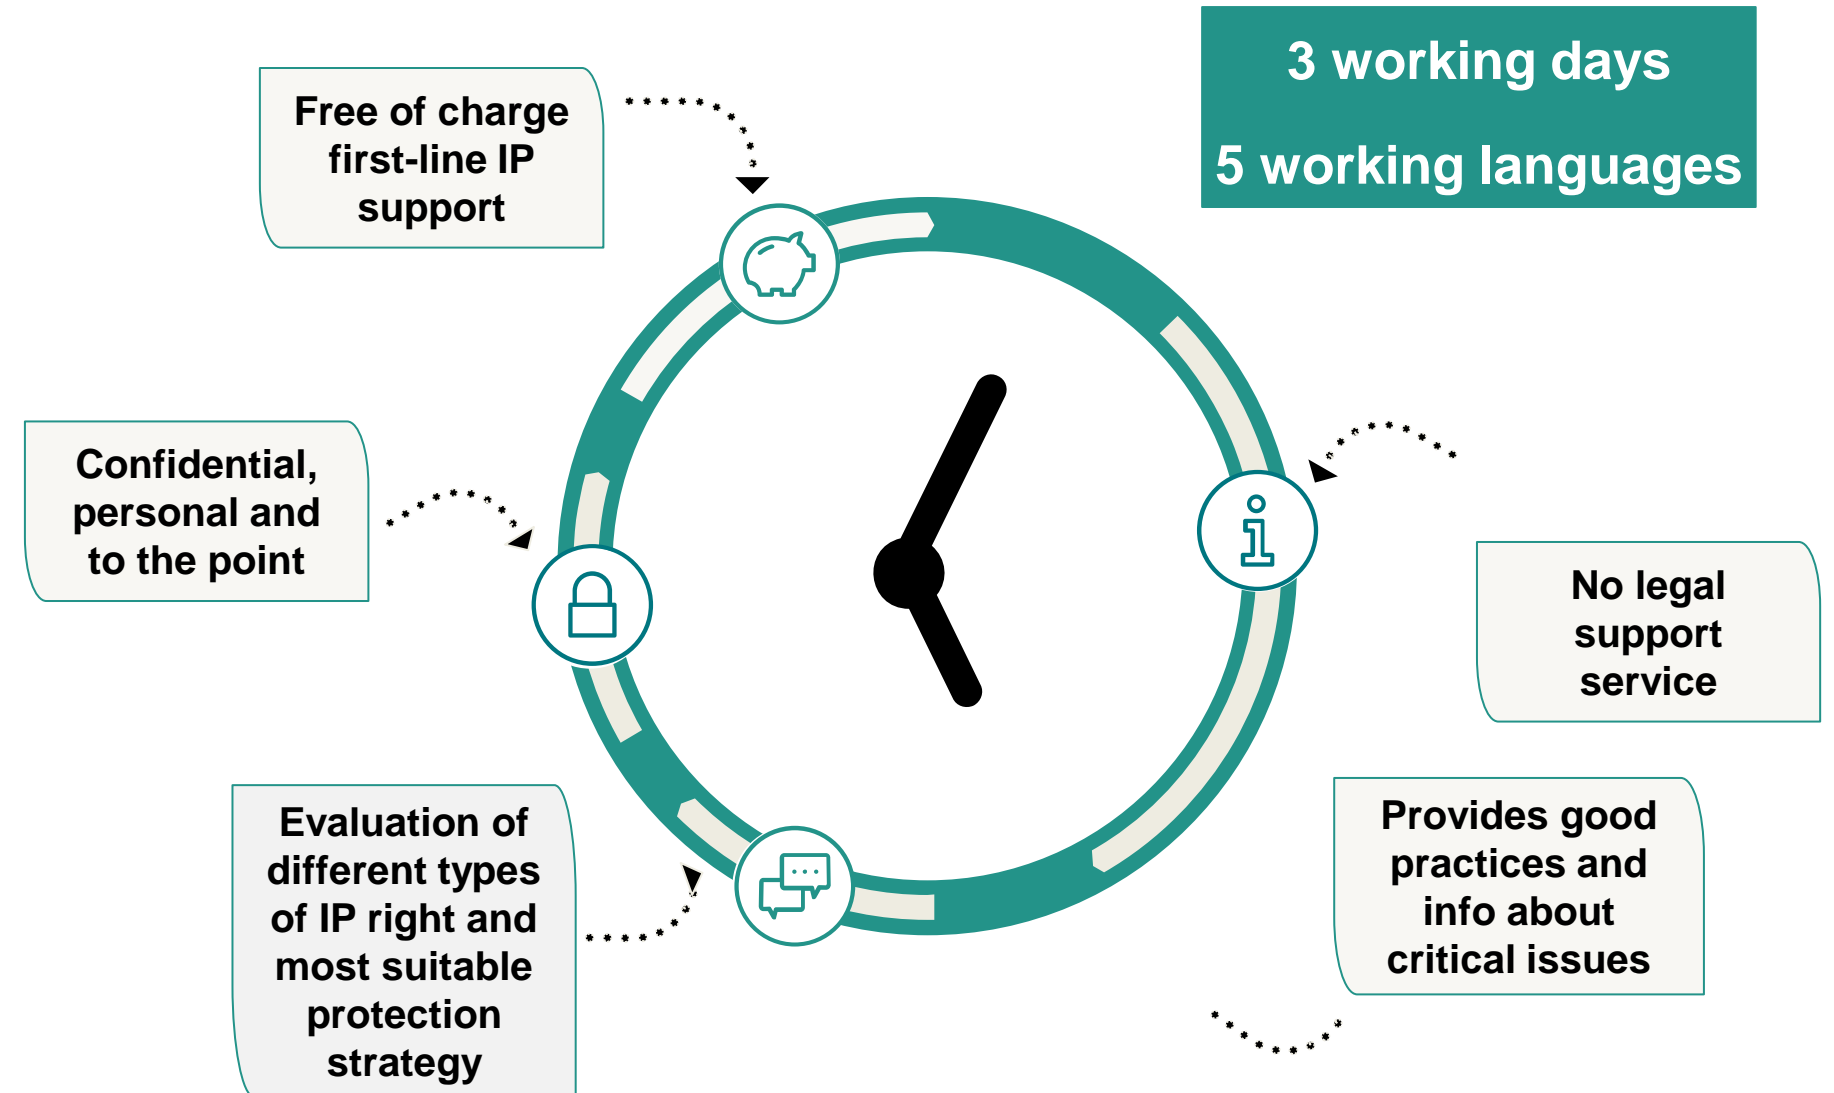 3 working days
5 working languages
Free of charge
first-line IP
support
Confidential,
personal and
to the point
No legal
support
service
Evaluation of
different types
of IP right and
most suitable
protection
strategy
Provides good
practices and
info about
critical issues